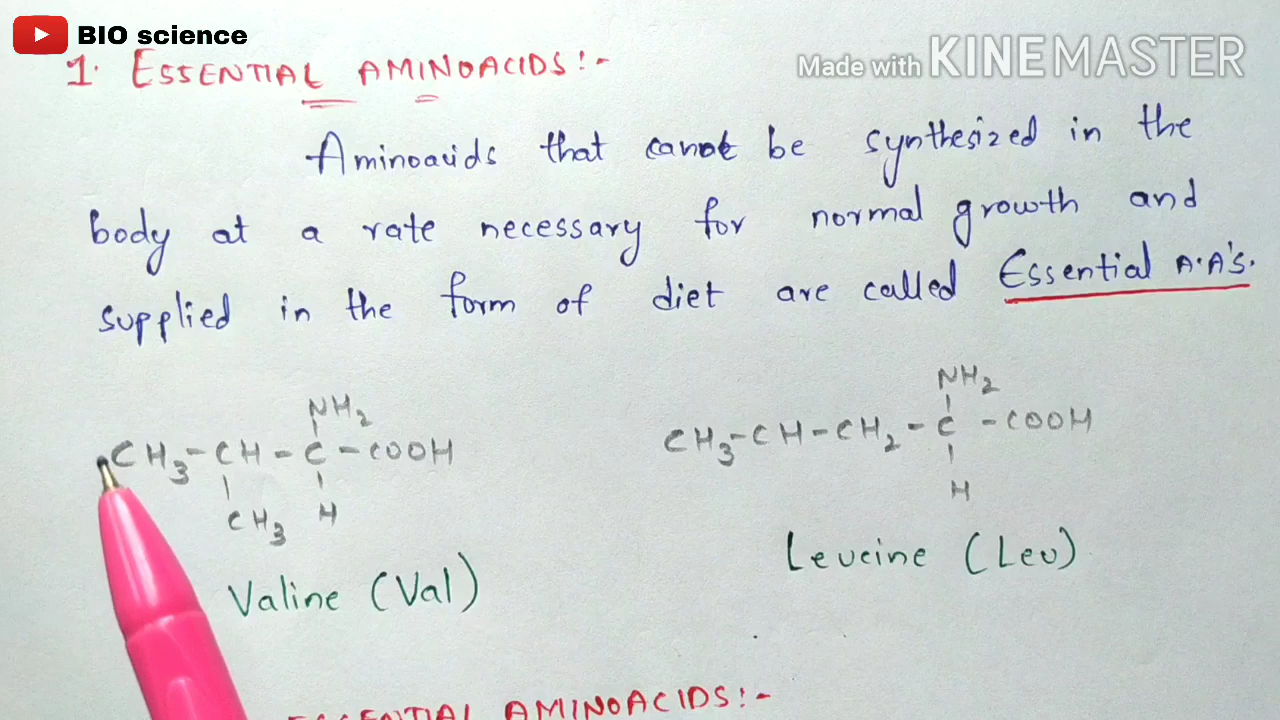 BIO science
Made with KINEMASTER
1. ESSENTIAL AMINOACIDS:-
Aminoacids that canot be synthesized in the
body at a rate necessary for normal growth and
supplied in the form of diet are called Essential A.A's.
NH2
CH3-CH-C-COOH
CH3 H
Valine (Val)
NH2
CH3-CH-CH2-C-COOH
H
Leucine (Leu)
ESSENTIAL AMINOACIDS:-